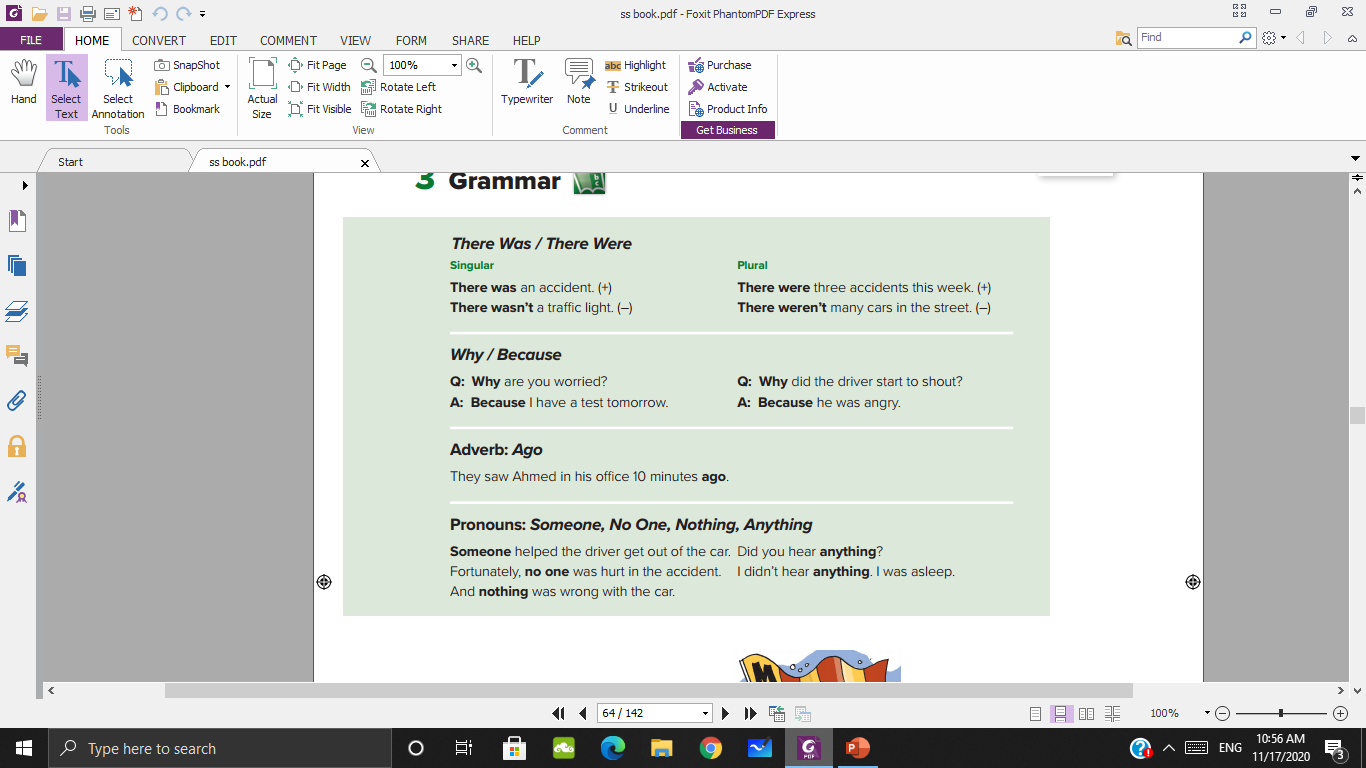 ss book.pdf - Foxit PhantomPDF Express
FILE HOME CONVERT EDIT COMMENT VIEW FORM SHARE HELP
Find
Hand
Select Text
Select Annotation
SnapShot
Clipboard
Bookmark
Tools
Actual Size
Fit Page
Fit Width
Fit Visible
100%
Rotate Left
Rotate Right
View
Typewriter
Note
abc Highlight
T Strikeout
U Underline
Comment
Purchase
Activate
Product Info
Get Business
Start
ss book.pdf
3 Grammar
There Was / There Were
Singular
There was an accident. (+)
There wasn't a traffic light. (–)
Plural
There were three accidents this week. (+)
There weren't many cars in the street. (–)
Why / Because
Q: Why are you worried?
A: Because I have a test tomorrow.
Q: Why did the driver start to shout?
A: Because he was angry.
Adverb: Ago
They saw Ahmed in his office 10 minutes ago.
Pronouns: Someone, No One, Nothing, Anything
Someone helped the driver get out of the car.
Fortunately, no one was hurt in the accident.
And nothing was wrong with the car.
Did you hear anything?
I didn't hear anything. I was asleep.
M
64 / 142
100%
Type here to search
ENG
10:56 AM
11/17/2020
3